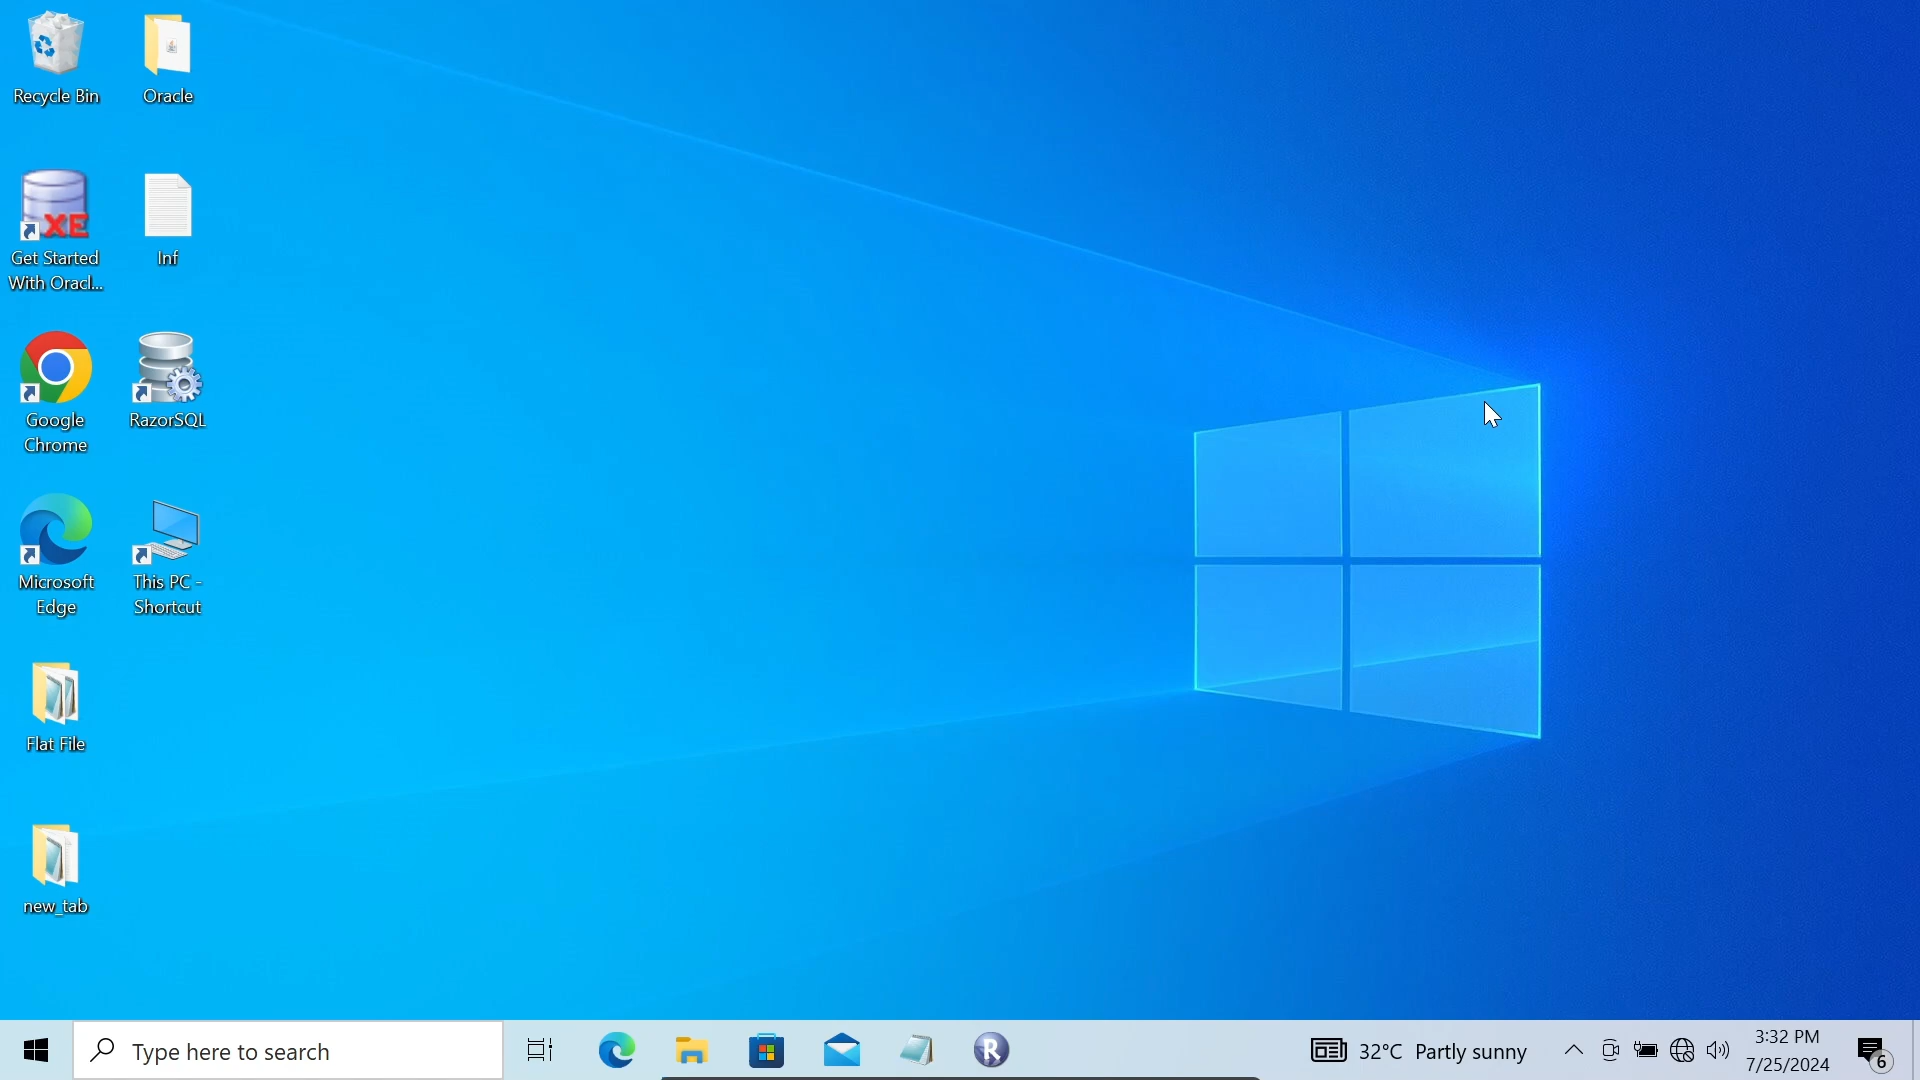 Recycle Bin
Oracle
XE
Get Started
With Oracl...
Inf
Google
Chrome
RazorSQL
Microsoft
Edge
This PC -
Shortcut
Flat File
new_tab
Type here to search
R
32°C Partly sunny
3:32 PM
7/25/2024
6